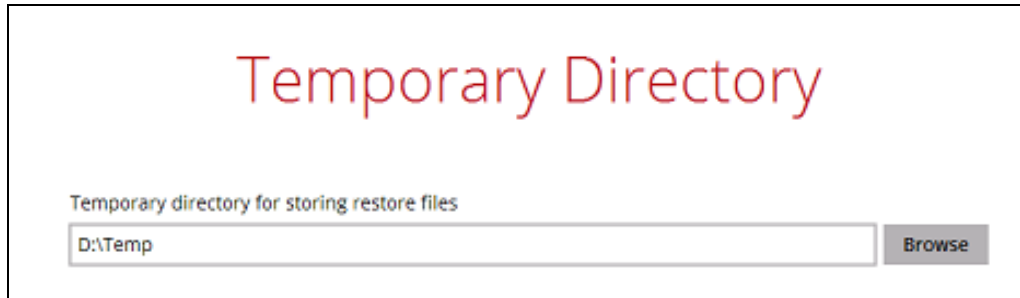 Temporary Directory
Temporary directory for storing restore files
D:\Temp
Browse